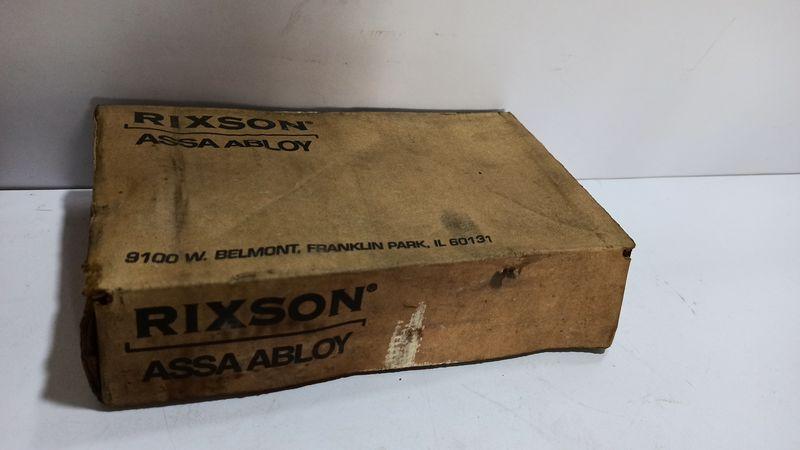 RIXSON®
ASSA ABLOY
9100 W. BELMONT, FRANKLIN PARK, IL 60131
RIXSON®
ASSA ABLOY